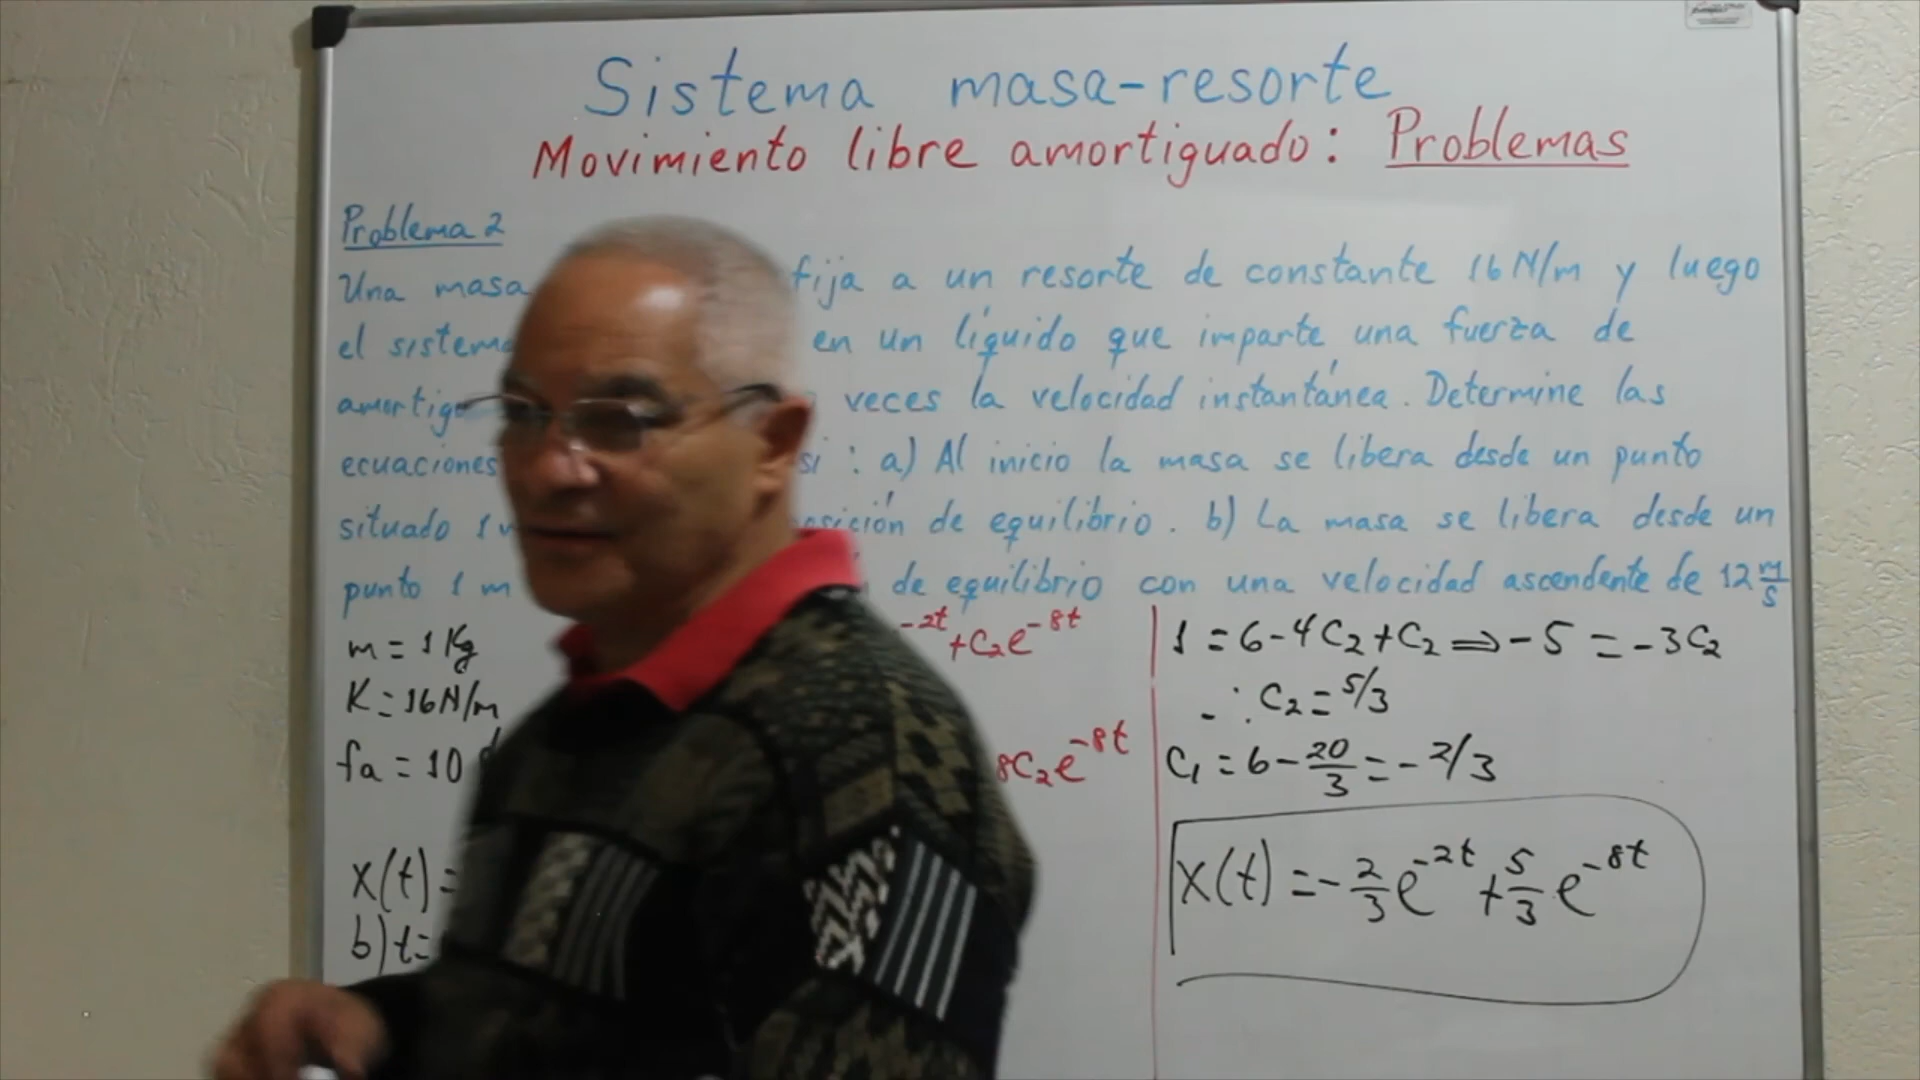 Sistema masa-resorte
Movimiento libre amortiguado: Problemas
Problema 2
Una masa fija a un resorte de constante 16 N/m y luego
el sistema en un líquido que imparte una fuerza de
veces la velocidad instantánea. Determine las
ecuaciones si: a) Al inicio la masa se libera desde un punto
situado 1 de equilibrio. b) La masa se libera desde un
punto 1 m de equilibrio con una velocidad ascendente de 12 m/s
m = 1 Kg
K = 16 N/m
fa = 10
x(t) =
b) t =
-2t + C₂e^-8t
8C₂e^-8t
1 = 6 - 4C₂ + C₂ ⟹ -5 = -3C₂
∴ C₂ = 5/3
C₁ = 6 - 20/3 = -2/3
x(t) = -2/3 e^-2t + 5/3 e^-8t